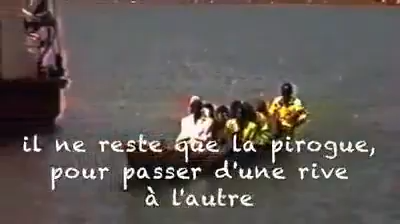 il ne reste que la pirogue,
pour passer d'une rive
à l'autre